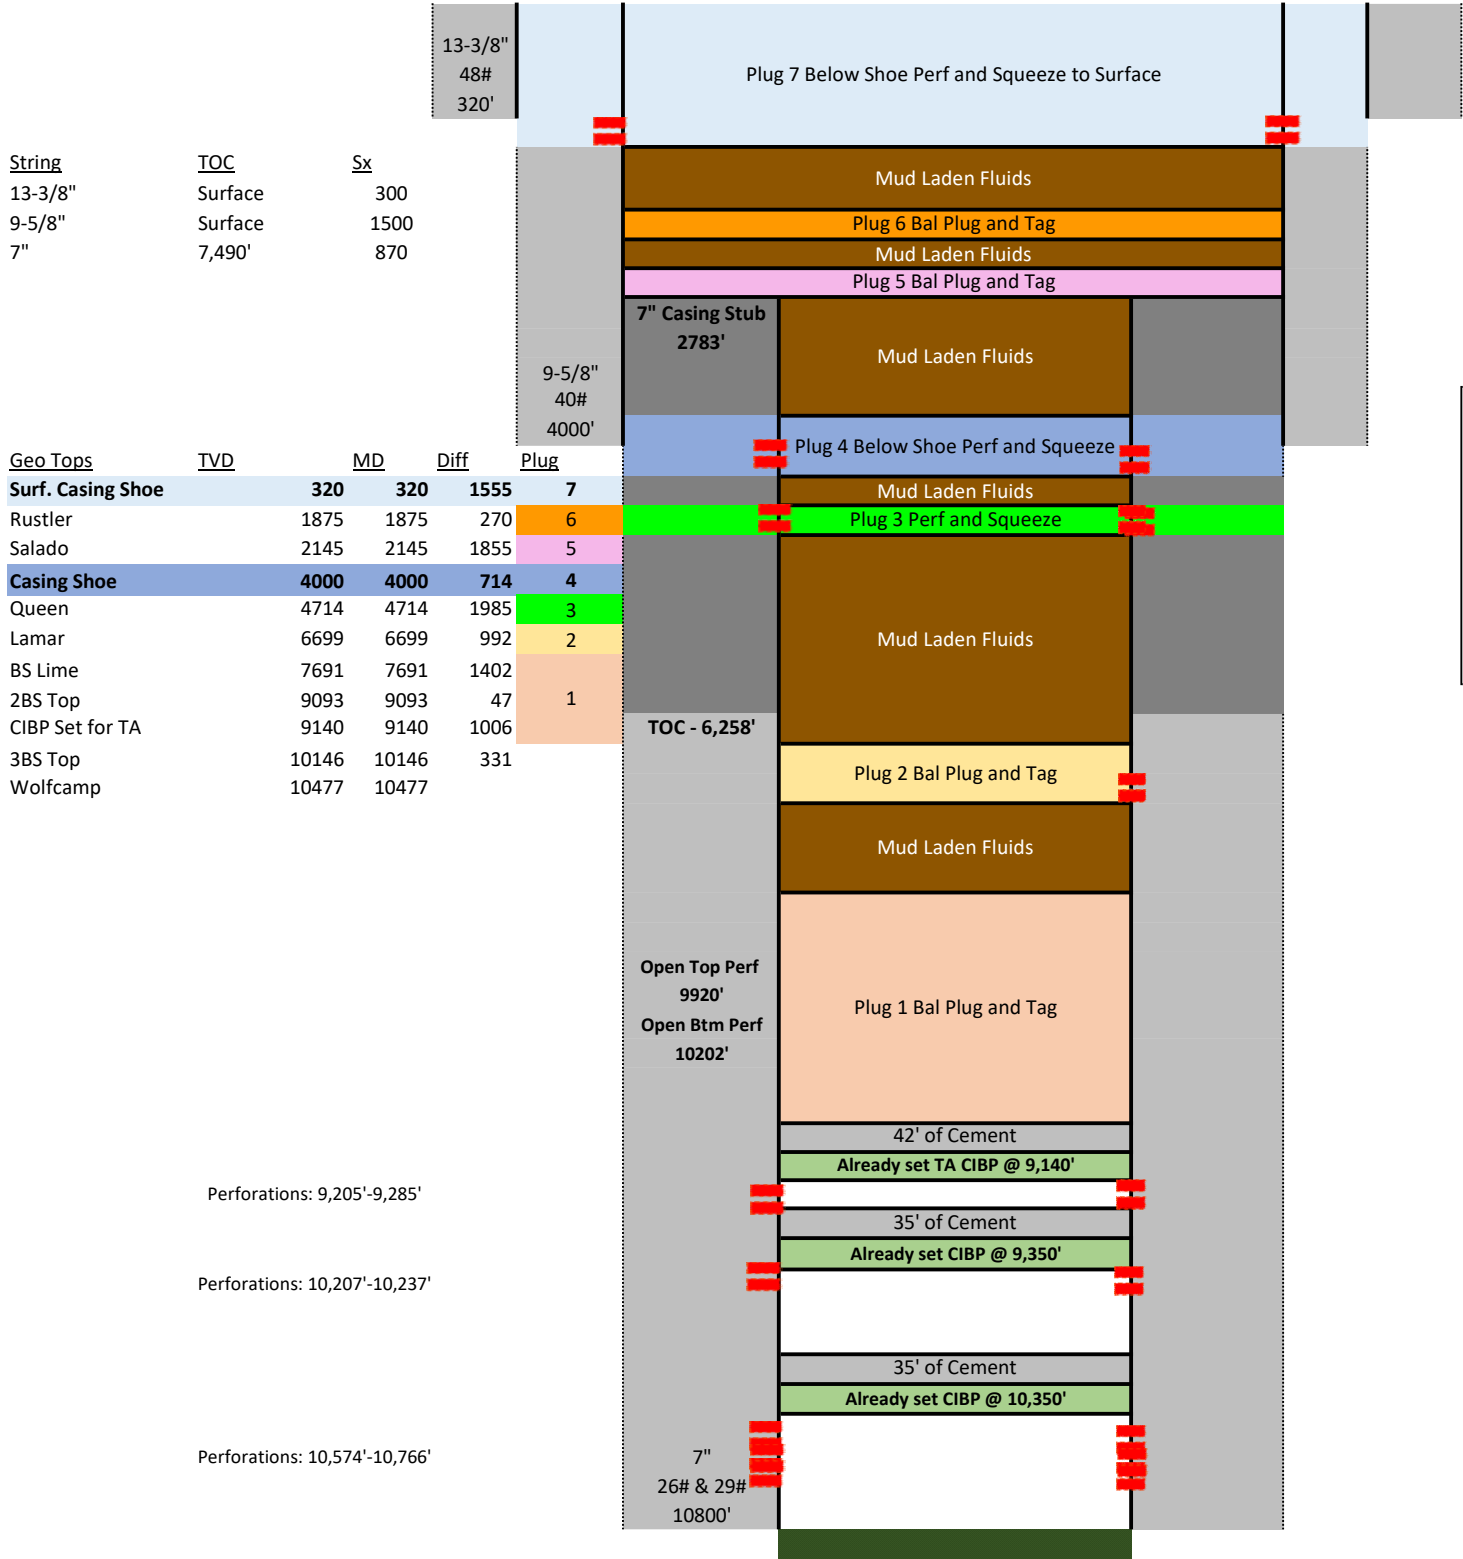 13-3/8"
48#
320'
Plug 7 Below Shoe Perf and Squeeze to Surface
String TOC Sx
13-3/8" Surface 300
9-5/8" Surface 1500
7" 7,490' 870
Mud Laden Fluids
Plug 6 Bal Plug and Tag
Mud Laden Fluids
Plug 5 Bal Plug and Tag
7" Casing Stub
2783'
Mud Laden Fluids
9-5/8"
40#
4000'
Plug 4 Below Shoe Perf and Squeeze
Mud Laden Fluids
Plug 3 Perf and Squeeze
Geo Tops TVD MD Diff Plug
Surf. Casing Shoe 320 320 1555 7
Rustler 1875 1875 270 6
Salado 2145 2145 1855 5
Casing Shoe 4000 4000 714 4
Queen 4714 4714 1985 3
Lamar 6699 6699 992 2
BS Lime 7691 7691 1402
2BS Top 9093 9093 47 1
CIBP Set for TA 9140 9140 1006
3BS Top 10146 10146 331
Wolfcamp 10477 10477
Mud Laden Fluids
TOC - 6,258'
Plug 2 Bal Plug and Tag
Mud Laden Fluids
Open Top Perf
9920'
Open Btm Perf
10202'
Plug 1 Bal Plug and Tag
42' of Cement
Already set TA CIBP @ 9,140'
Perforations: 9,205'-9,285'
35' of Cement
Already set CIBP @ 9,350'
Perforations: 10,207'-10,237'
35' of Cement
Already set CIBP @ 10,350'
Perforations: 10,574'-10,766'
7"
26# & 29#
10800'